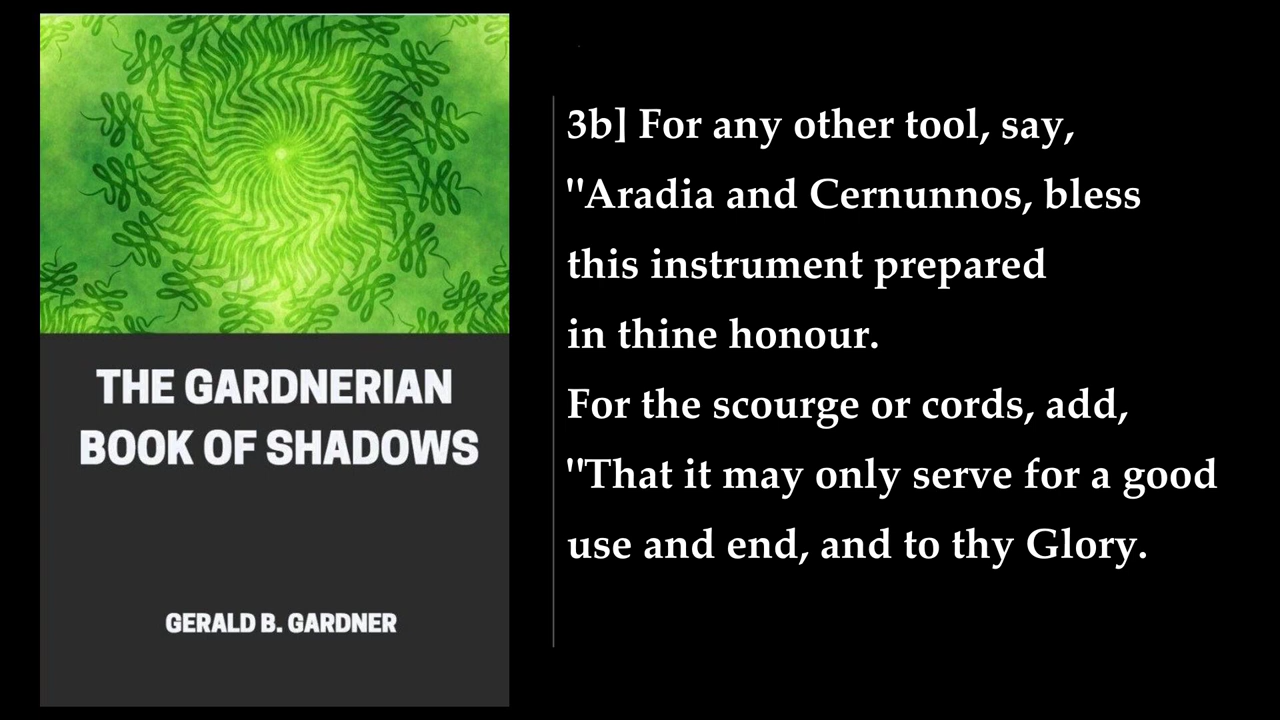 THE GARDNERIAN
BOOK OF SHADOWS
GERALD B. GARDNER
3b] For any other tool, say,
"Aradia and Cernunnos, bless
this instrument prepared
in thine honour.
For the scourge or cords, add,
"That it may only serve for a good
use and end, and to thy Glory.